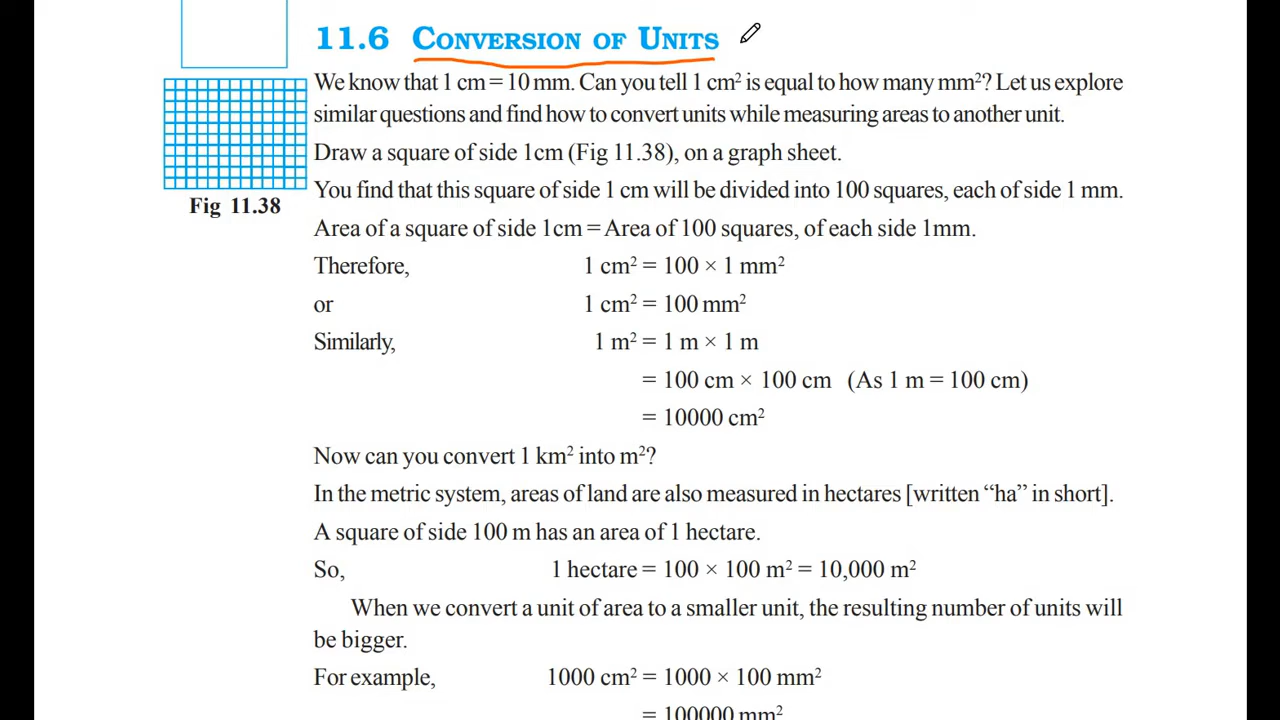 11.6 CONVERSION OF UNITS
We know that 1 cm = 10 mm. Can you tell 1 cm² is equal to how many mm²? Let us explore
similar questions and find how to convert units while measuring areas to another unit.
Draw a square of side 1cm (Fig 11.38), on a graph sheet.
You find that this square of side 1 cm will be divided into 100 squares, each of side 1 mm.
Fig 11.38
Area of a square of side 1cm = Area of 100 squares, of each side 1mm.
Therefore, 1 cm² = 100 × 1 mm²
or 1 cm² = 100 mm²
Similarly, 1 m² = 1 m × 1 m
= 100 cm × 100 cm (As 1 m = 100 cm)
= 10000 cm²
Now can you convert 1 km² into m²?
In the metric system, areas of land are also measured in hectares [written “ha” in short].
A square of side 100 m has an area of 1 hectare.
So, 1 hectare = 100 × 100 m² = 10,000 m²
When we convert a unit of area to a smaller unit, the resulting number of units will
be bigger.
For example, 1000 cm² = 1000 × 100 mm²
= 100000 mm²